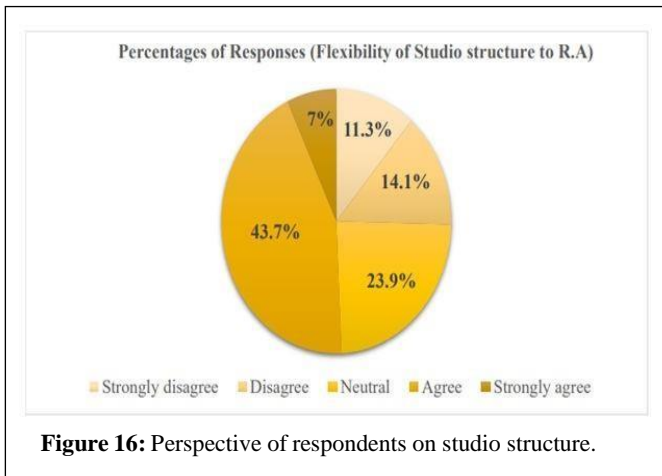 Percentages of Responses (Flexibility of Studio structure to R.A)
7%
11.3%
14.1%
43.7%
23.9%
Strongly disagree Disagree Neutral Agree Strongly agree
Figure 16: Perspective of respondents on studio structure.